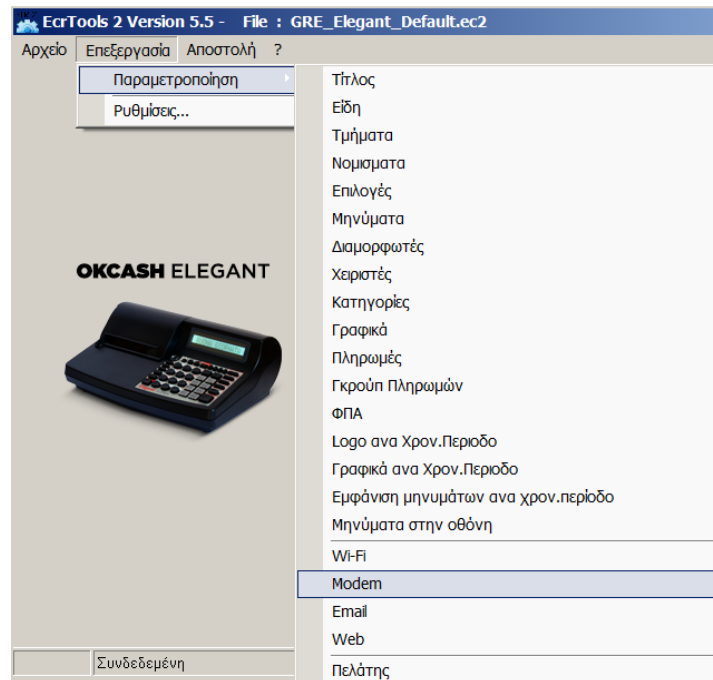 EcrTools 2 Version 5.5 - File : GRE_Elegant_Default.ec2
Αρχείο Επεξεργασία Αποστολή ?
Παραμετροποίηση
Ρυθμίσεις...
Τίτλος
Είδη
Τμήματα
Νομισματα
Επιλογές
Μηνύματα
Διαμορφωτές
Χειριστές
Κατηγορίες
Γραφικά
Πληρωμές
Γκρούπ Πληρωμών
ΦΠΑ
Logo ανα Χρον.Περιοδο
Γραφικά ανα Χρον.Περιοδο
Εμφάνιση μηνυμάτων ανα χρον.περίοδο
Μηνύματα στην οθόνη
Wi-Fi
Modem
Email
Web
Πελάτης
OKCASH ELEGANT
Συνδεδεμένη